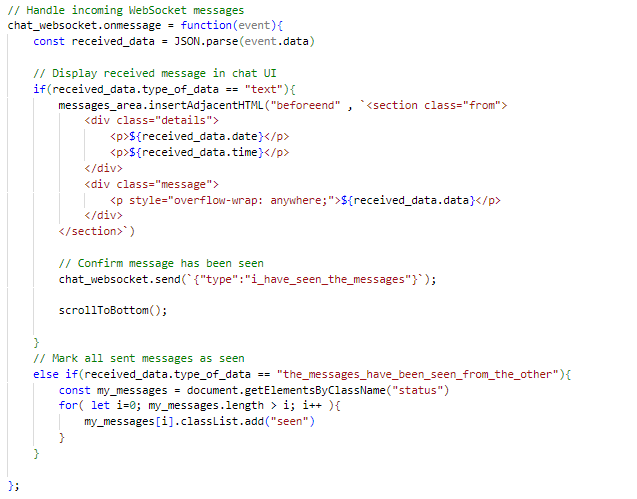 // Handle incoming WebSocket messages
chat_websocket.onmessage = function(event){
    const received_data = JSON.parse(event.data)

    // Display received message in chat UI
    if(received_data.type_of_data == "text"){
        messages_area.insertAdjacentHTML("beforeend" , `<section class="from">
            <div class="details">
                <p>${received_data.date}</p>
                <p>${received_data.time}</p>
            </div>
            <div class="message">
                <p style="overflow-wrap: anywhere;">${received_data.data}</p>
            </div>
        </section>`)

        // Confirm message has been seen
        chat_websocket.send(`{"type":"i_have_seen_the_messages"}`);

        scrollToBottom();

    }
    // Mark all sent messages as seen
    else if(received_data.type_of_data == "the_messages_have_been_seen_from_the_other"){
        const my_messages = document.getElementsByClassName("status")
        for( let i=0; my_messages.length > i; i++ ){
            my_messages[i].classList.add("seen")
        }
    }

};